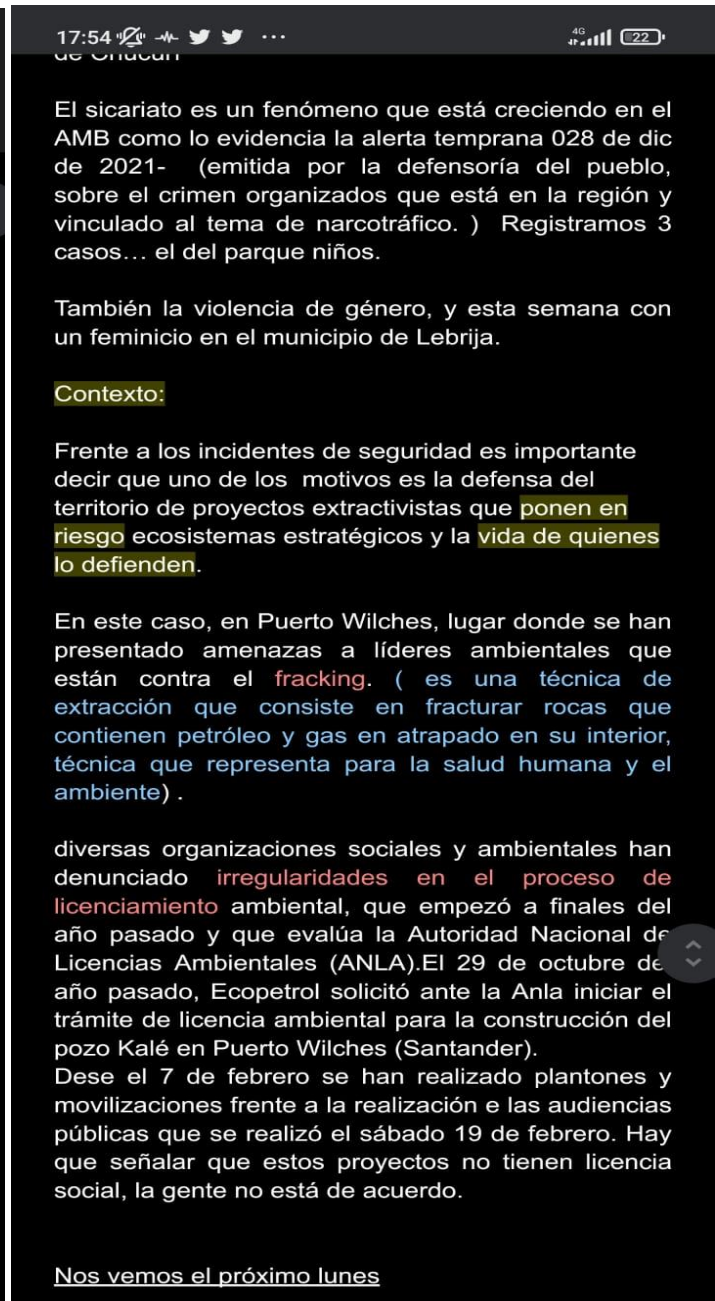 17:54 ...
4G 22
de Chucurí
El sicariato es un fenómeno que está creciendo en el
AMB como lo evidencia la alerta temprana 028 de dic
de 2021- (emitida por la defensoría del pueblo,
sobre el crimen organizados que está en la región y
vinculado al tema de narcotráfico. ) Registramos 3
casos... el del parque niños.
También la violencia de género, y esta semana con
un feminicio en el municipio de Lebrija.
Contexto:
Frente a los incidentes de seguridad es importante
decir que uno de los motivos es la defensa del
territorio de proyectos extractivistas que ponen en
riesgo ecosistemas estratégicos y la vida de quienes
lo defienden.
En este caso, en Puerto Wilches, lugar donde se han
presentado amenazas a líderes ambientales que
están contra el fracking. ( es una técnica de
extracción que consiste en fracturar rocas que
contienen petróleo y gas en atrapado en su interior,
técnica que representa para la salud humana y el
ambiente) .
diversas organizaciones sociales y ambientales han
denunciado irregularidades en el proceso de
licenciamiento ambiental, que empezó a finales del
año pasado y que evalúa la Autoridad Nacional de
Licencias Ambientales (ANLA).El 29 de octubre de
año pasado, Ecopetrol solicitó ante la Anla iniciar el
trámite de licencia ambiental para la construcción del
pozo Kalé en Puerto Wilches (Santander).
Dese el 7 de febrero se han realizado plantones y
movilizaciones frente a la realización e las audiencias
públicas que se realizó el sábado 19 de febrero. Hay
que señalar que estos proyectos no tienen licencia
social, la gente no está de acuerdo.
Nos vemos el próximo lunes